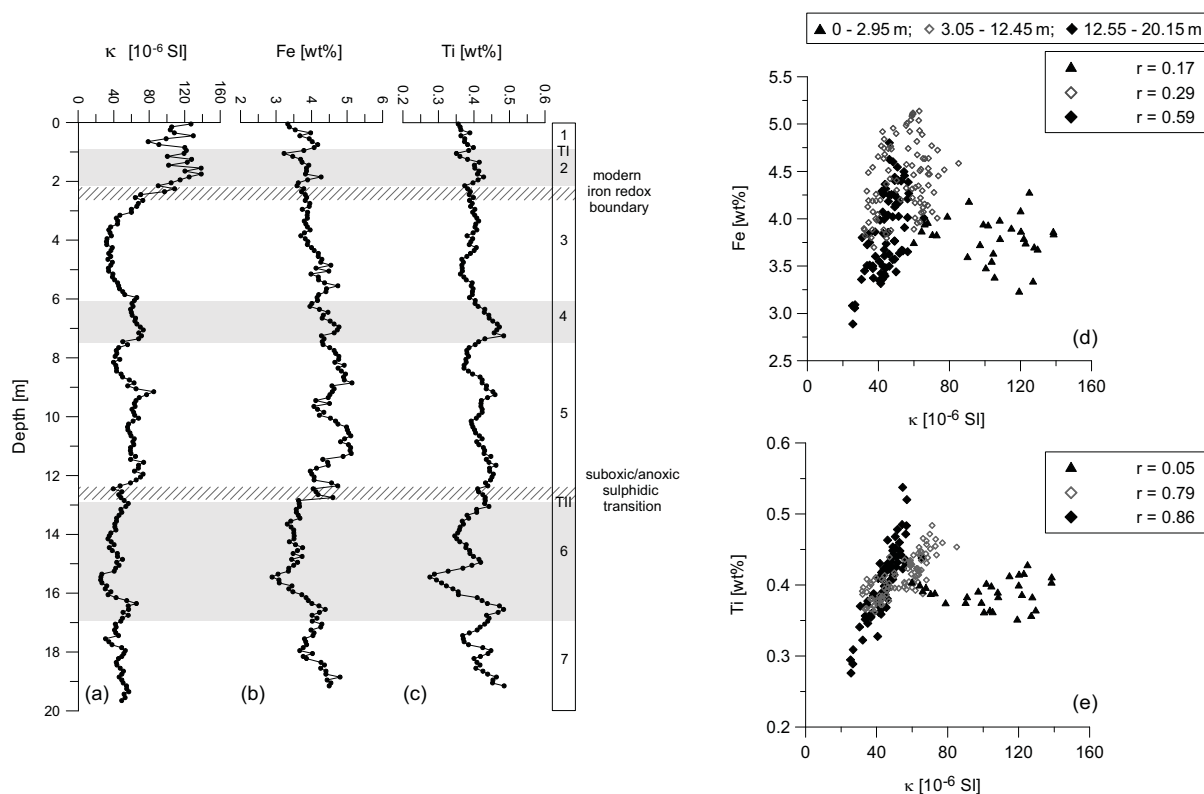 κ [10-6 SI]
Fe [wt%]
Ti [wt%]
0 40 80 120 160
2 3 4 5 6
0.2 0.3 0.4 0.5 0.6
Depth [m]
0
2
4
6
8
10
12
14
16
18
20
(a)
(b)
(c)
1
TI
2
3
4
5
TII
6
7
modern
iron redox
boundary
suboxic/anoxic
sulphidic
transition
0 - 2.95 m; 3.05 - 12.45 m; 12.55 - 20.15 m
r = 0.17
r = 0.29
r = 0.59
Fe [wt%]
5.5
5.0
4.5
4.0
3.5
3.0
2.5
(d)
0 40 80 120 160
κ [10-6 SI]
r = 0.05
r = 0.79
r = 0.86
Ti [wt%]
0.6
0.5
0.4
0.3
0.2
(e)
0 40 80 120 160
κ [10-6 SI]